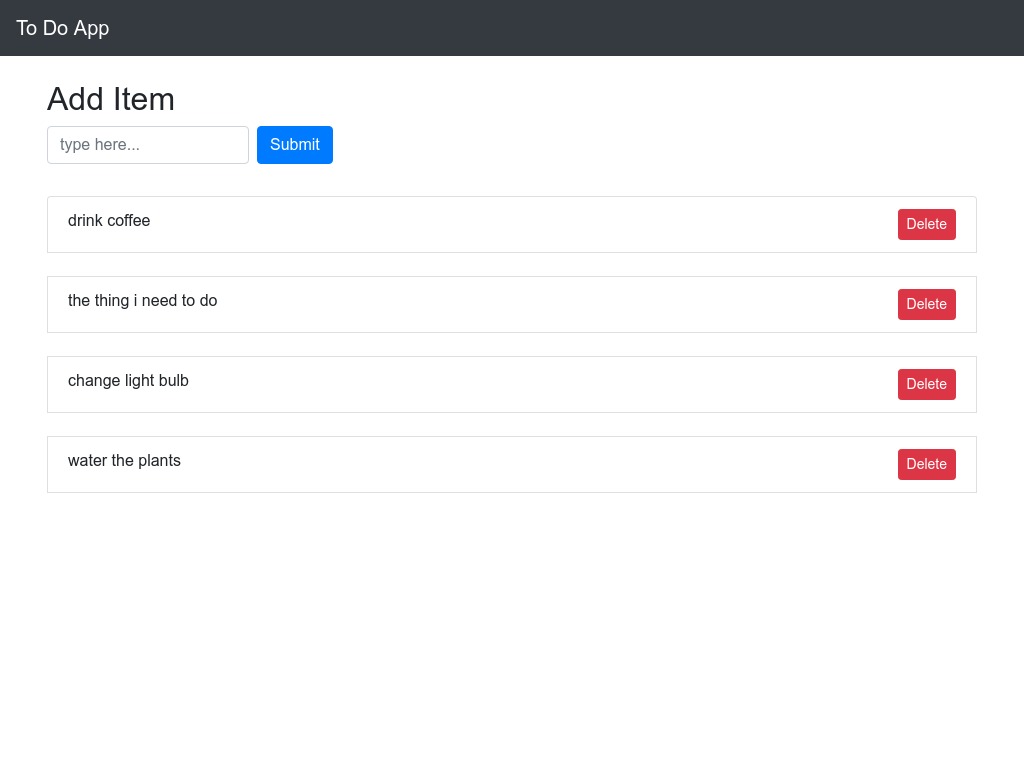 To Do App
Add Item
type here...
Submit
drink coffee
Delete
the thing i need to do
Delete
change light bulb
Delete
water the plants
Delete